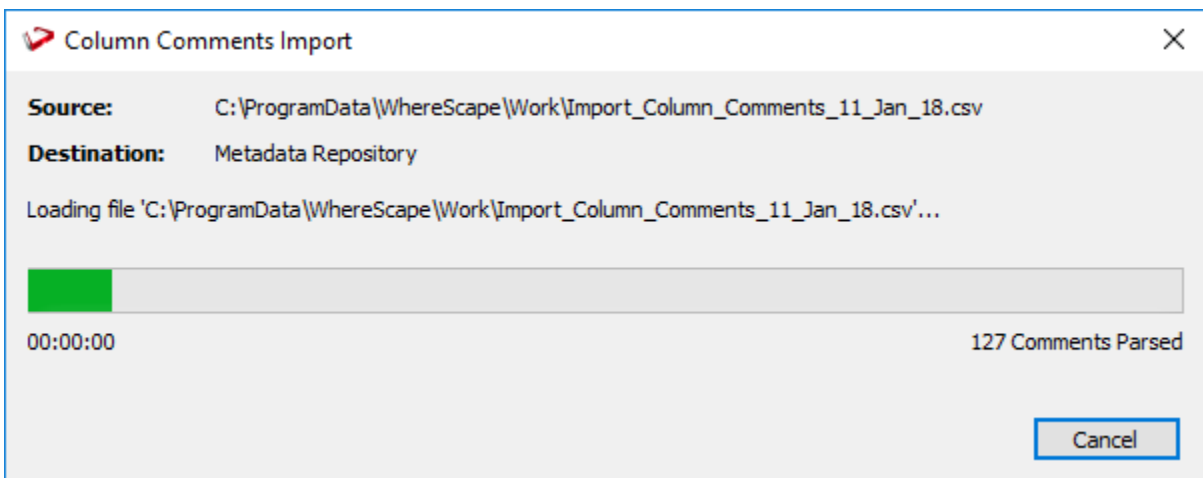 Column Comments Import
Source: C:\ProgramData\WhereScape\Work\Import_Column_Comments_11_Jan_18.csv
Destination: Metadata Repository
Loading file 'C:\ProgramData\WhereScape\Work\Import_Column_Comments_11_Jan_18.csv'...
00:00:00 127 Comments Parsed
Cancel